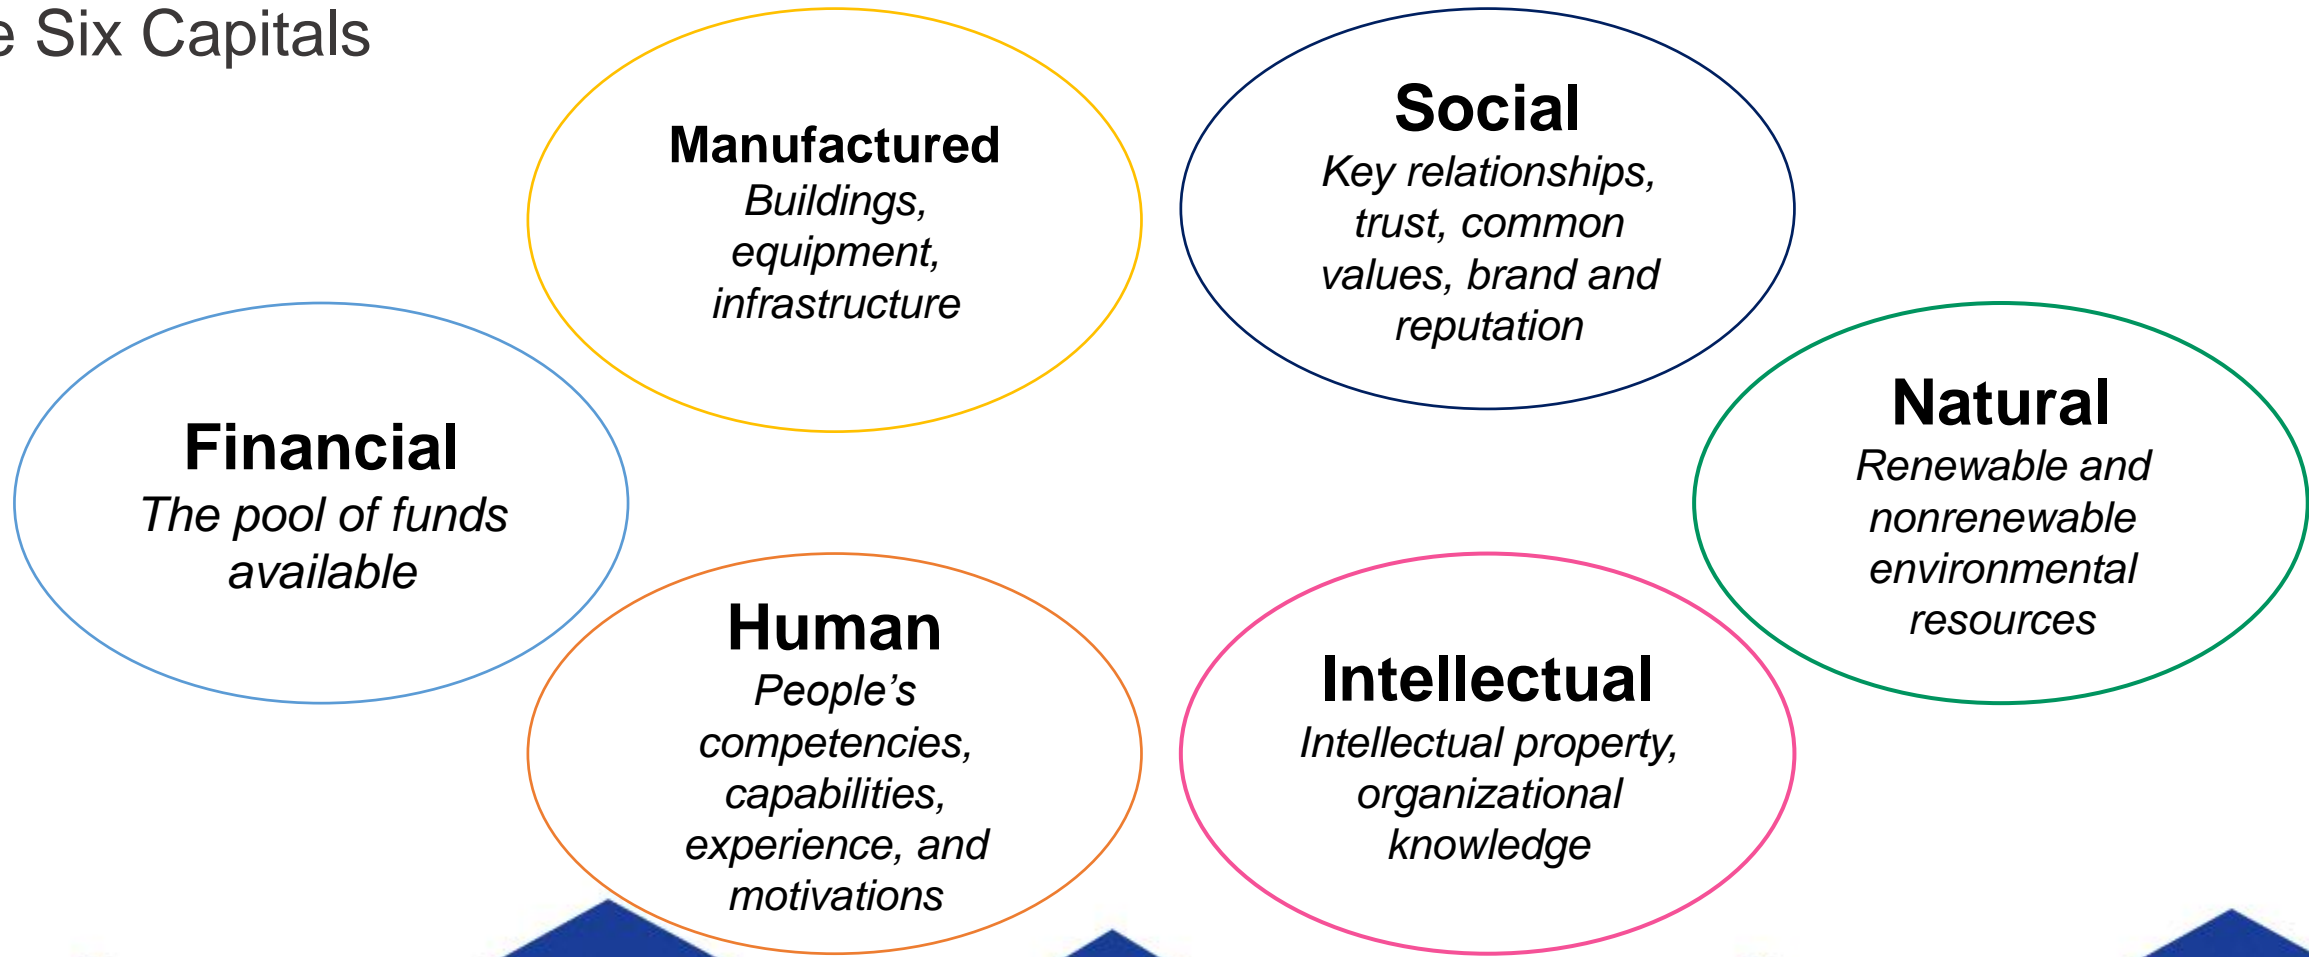 Six Capitals
Manufactured
Buildings,
equipment,
infrastructure
Social
Key relationships,
trust, common
values, brand and
reputation
Financial
The pool of funds
available
Natural
Renewable and
nonrenewable
environmental
resources
Human
People’s
competencies,
capabilities,
experience, and
motivations
Intellectual
Intellectual property,
organizational
knowledge